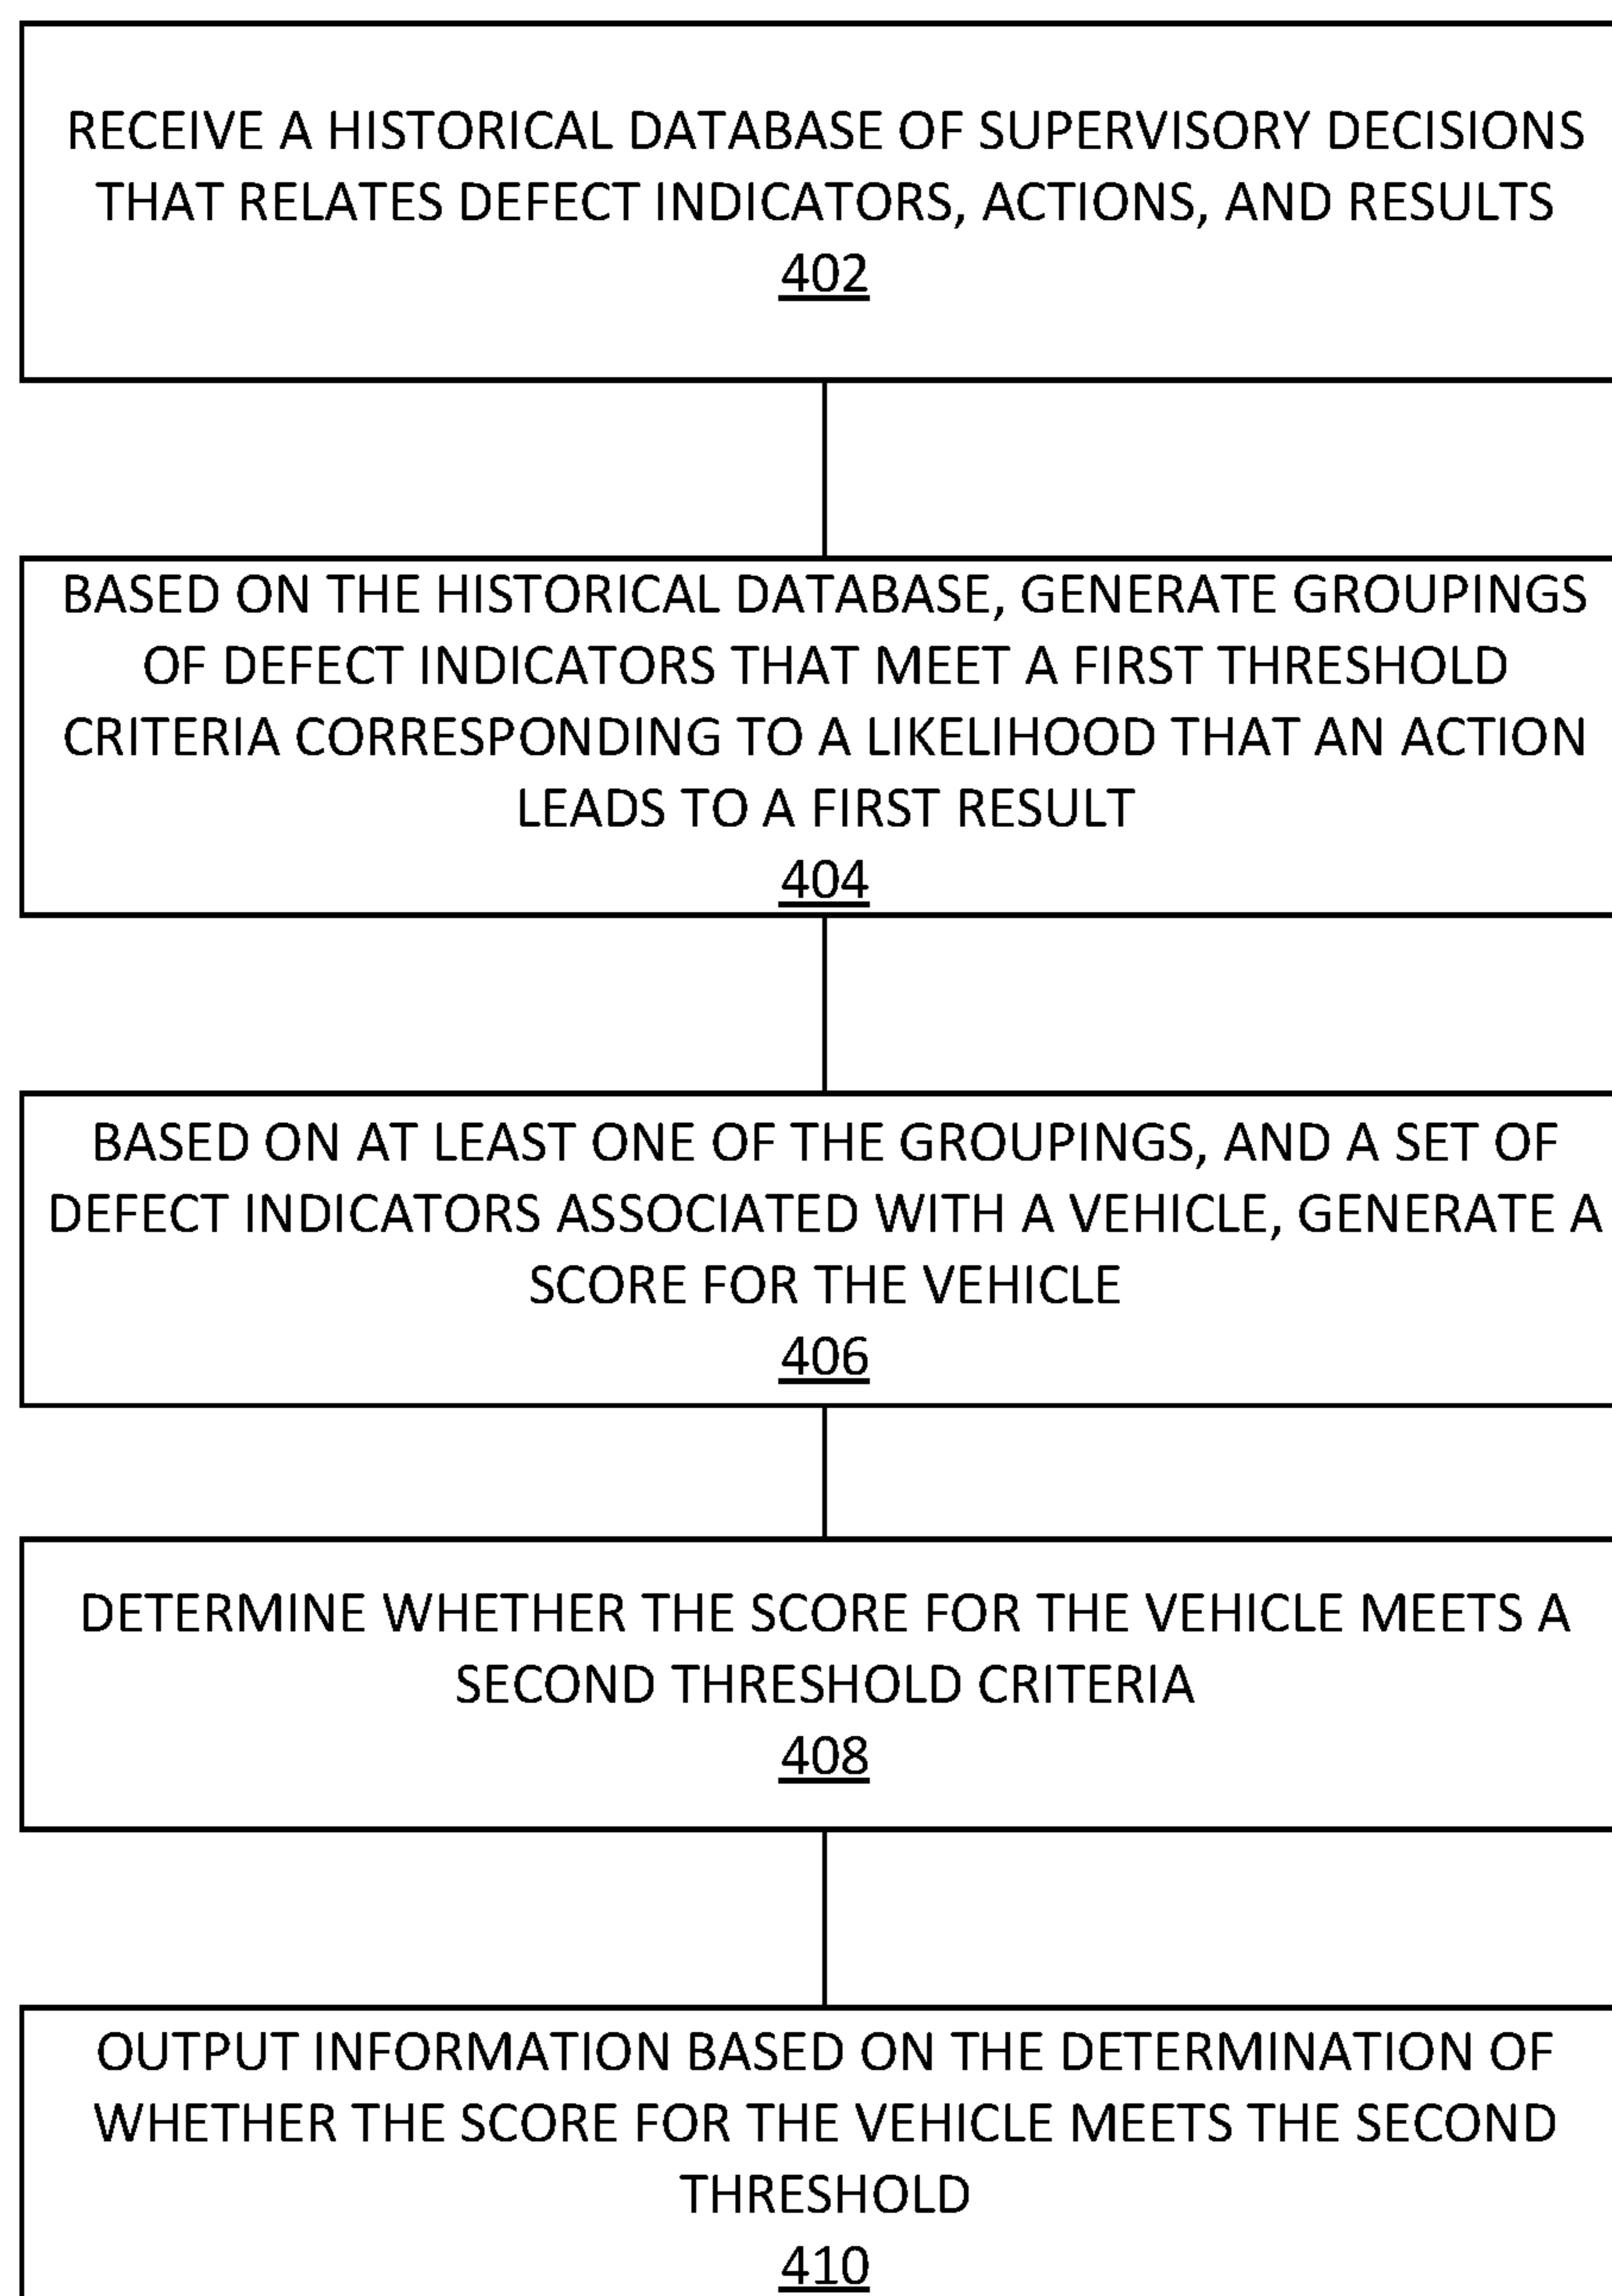 RECEIVE A HISTORICAL DATABASE OF SUPERVISORY DECISIONS
THAT RELATES DEFECT INDICATORS, ACTIONS, AND RESULTS
402
BASED ON THE HISTORICAL DATABASE, GENERATE GROUPINGS
OF DEFECT INDICATORS THAT MEET A FIRST THRESHOLD
CRITERIA CORRESPONDING TO A LIKELIHOOD THAT AN ACTION
LEADS TO A FIRST RESULT
404
BASED ON AT LEAST ONE OF THE GROUPINGS, AND A SET OF
DEFECT INDICATORS ASSOCIATED WITH A VEHICLE, GENERATE A
SCORE FOR THE VEHICLE
406
DETERMINE WHETHER THE SCORE FOR THE VEHICLE MEETS A
SECOND THRESHOLD CRITERIA
408
OUTPUT INFORMATION BASED ON THE DETERMINATION OF
WHETHER THE SCORE FOR THE VEHICLE MEETS THE SECOND
THRESHOLD
410